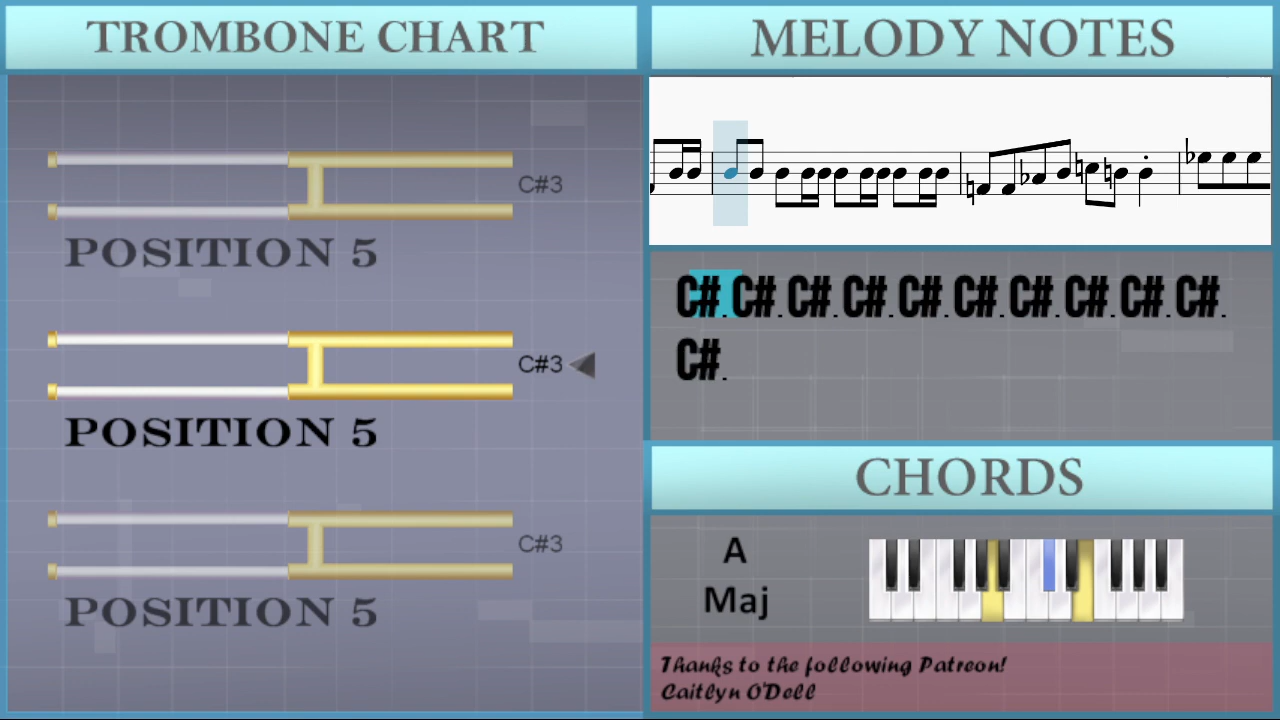 TROMBONE CHART
C#3
POSITION 5
C#3
POSITION 5
C#3
POSITION 5
MELODY NOTES
C#. C#. C#. C#. C#. C#. C#. C#. C#. C#.
C#.
CHORDS
A
Maj
Thanks to the following Patreon!
Caitlyn O'Dell